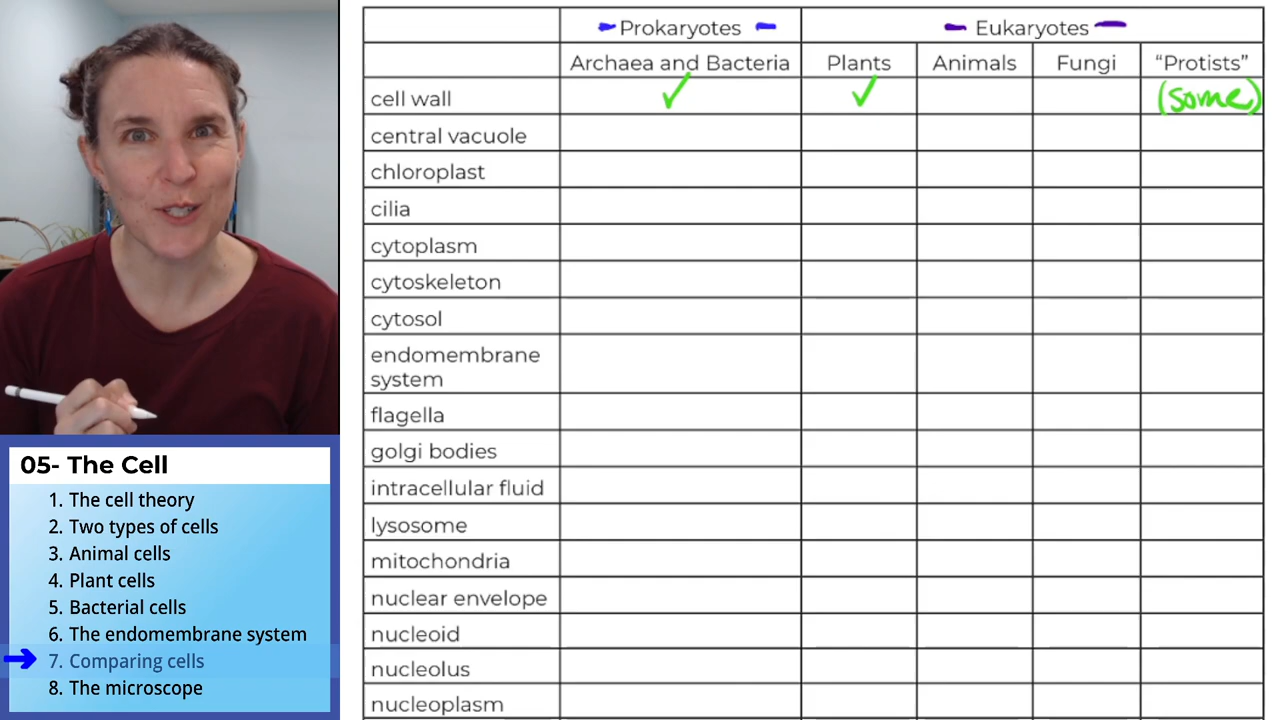 Prokaryotes Eukaryotes
Archaea and Bacteria Plants Animals Fungi “Protists”
cell wall ✓ ✓ (some)
central vacuole
chloroplast
cilia
cytoplasm
cytoskeleton
cytosol
endomembrane
system
flagella
golgi bodies
intracellular fluid
lysosome
mitochondria
nuclear envelope
nucleoid
nucleolus
nucleoplasm
05- The Cell
1. The cell theory
2. Two types of cells
3. Animal cells
4. Plant cells
5. Bacterial cells
6. The endomembrane system
7. Comparing cells
8. The microscope